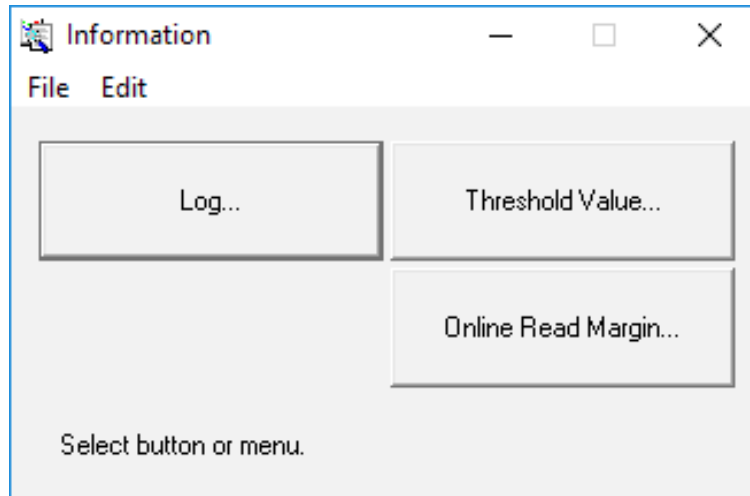 Information
File Edit
Log...
Threshold Value...
Online Read Margin...
Select button or menu.